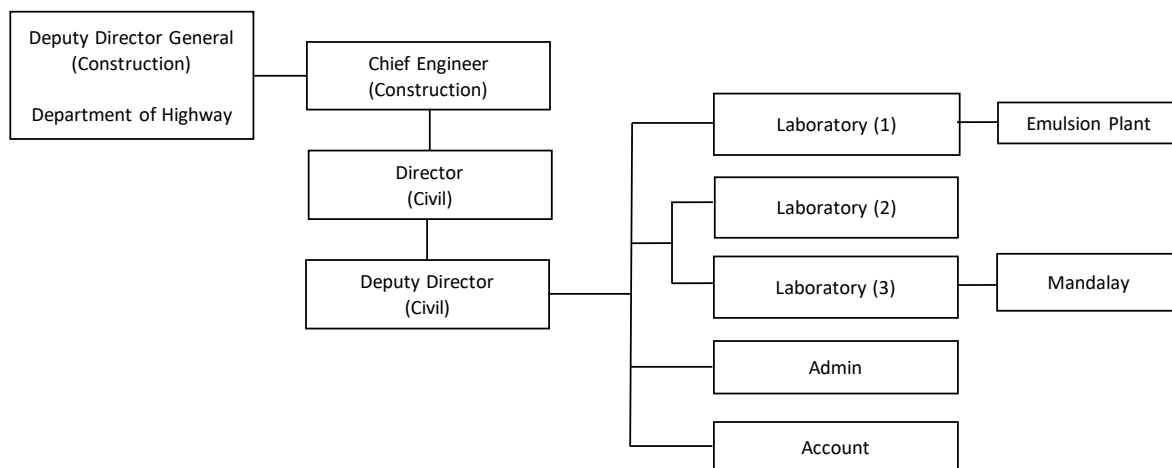 Deputy Director General
(Construction)
Department of Highway
Chief Engineer
(Construction)
Director
(Civil)
Deputy Director
(Civil)
Laboratory (1)
Emulsion Plant
Laboratory (2)
Laboratory (3)
Mandalay
Admin
Account